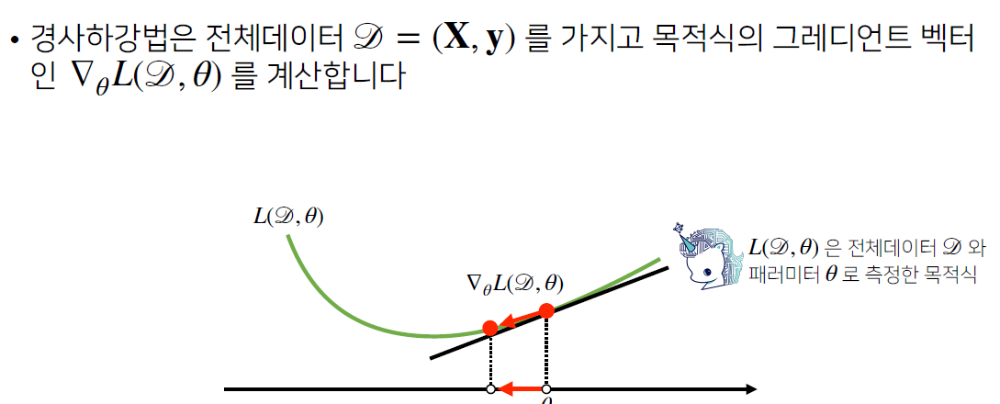 • 경사하강법은 전체데이터 𝒟 = (𝐗, 𝐲) 를 가지고 목적식의 그레디언트 벡터
인 ∇θL(𝒟, θ) 를 계산합니다
L(𝒟, θ)
L(𝒟, θ) 은 전체데이터 𝒟 와
패러미터 θ 로 측정한 목적식
∇θL(𝒟, θ)